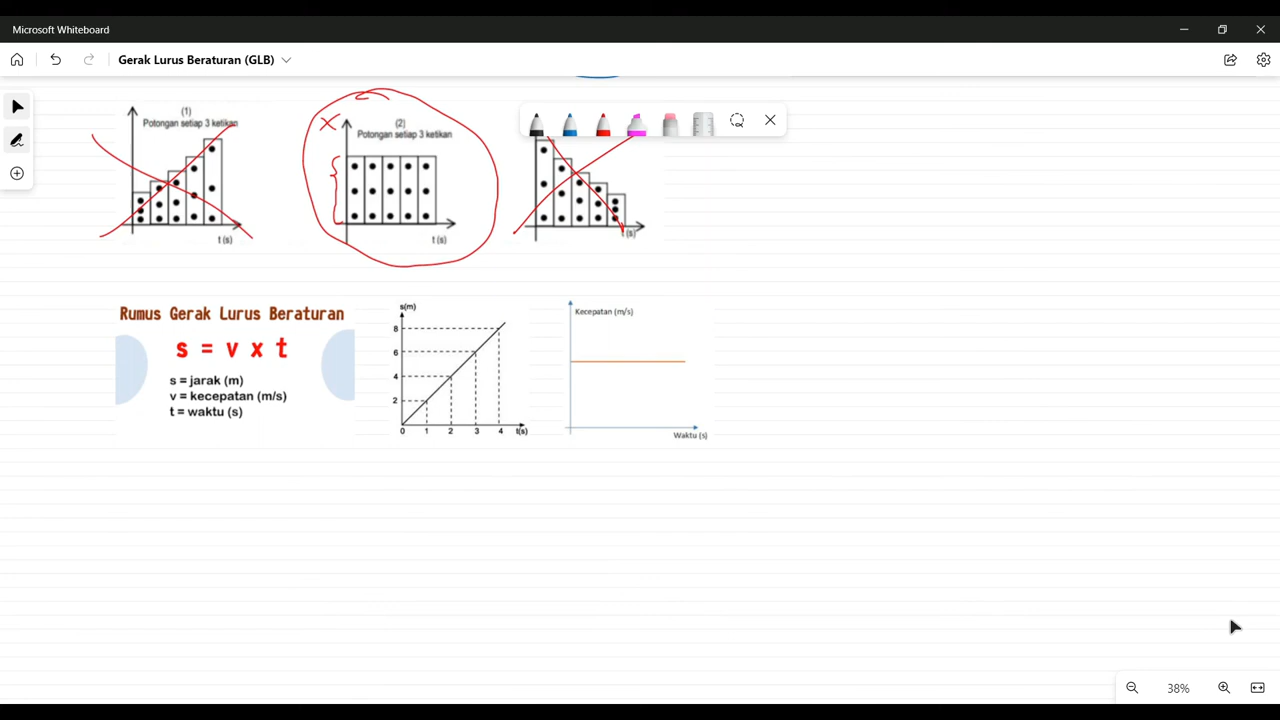 Microsoft Whiteboard
Gerak Lurus Beraturan (GLB)
(1)
Potongan setiap 3 ketikan
t (s)
x
(2)
Potongan setiap 3 ketikan
t (s)
t (s)
Rumus Gerak Lurus Beraturan
s = v x t
s = jarak (m)
v = kecepatan (m/s)
t = waktu (s)
s(m)
8
6
4
2
0 1 2 3 4 t(s)
Kecepatan (m/s)
Waktu (s)
38%